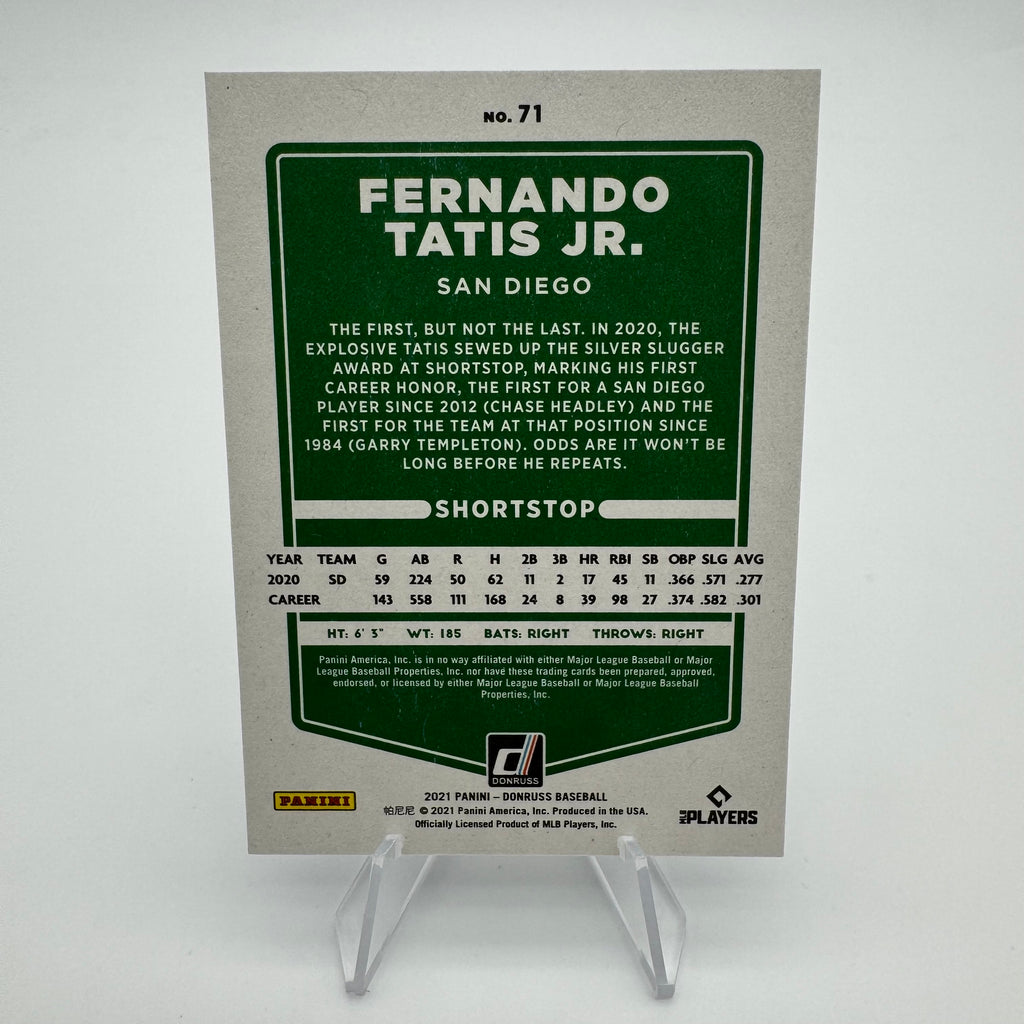 NO. 71
FERNANDO
TATIS JR.
SAN DIEGO
THE FIRST, BUT NOT THE LAST. IN 2020, THE
EXPLOSIVE TATIS SEWED UP THE SILVER SLUGGER
AWARD AT SHORTSTOP, MARKING HIS FIRST
CAREER HONOR, THE FIRST FOR A SAN DIEGO
PLAYER SINCE 2012 (CHASE HEADLEY) AND THE
FIRST FOR THE TEAM AT THAT POSITION SINCE
1984 (GARRY TEMPLETON). ODDS ARE IT WON'T BE
LONG BEFORE HE REPEATS.
SHORTSTOP
YEAR TEAM G AB R H 2B 3B HR RBI SB OBP SLG AVG
2020 SD 59 224 50 62 11 2 17 45 11 .366 .571 .277
CAREER 143 558 111 168 24 8 39 98 27 .374 .582 .301
HT: 6' 3" WT: 185 BATS: RIGHT THROWS: RIGHT
Panini America, Inc. is in no way affiliated with either Major League Baseball or Major
League Baseball Properties, Inc. nor have these trading cards been prepared, approved,
endorsed, or licensed by either Major League Baseball or Major League Baseball
Properties, Inc.
d
DONRUSS
PANINI
2021 PANINI – DONRUSS BASEBALL
帕尼尼 © 2021 Panini America, Inc. Produced in the USA.
Officially Licensed Product of MLB Players, Inc.
MLB PLAYERS